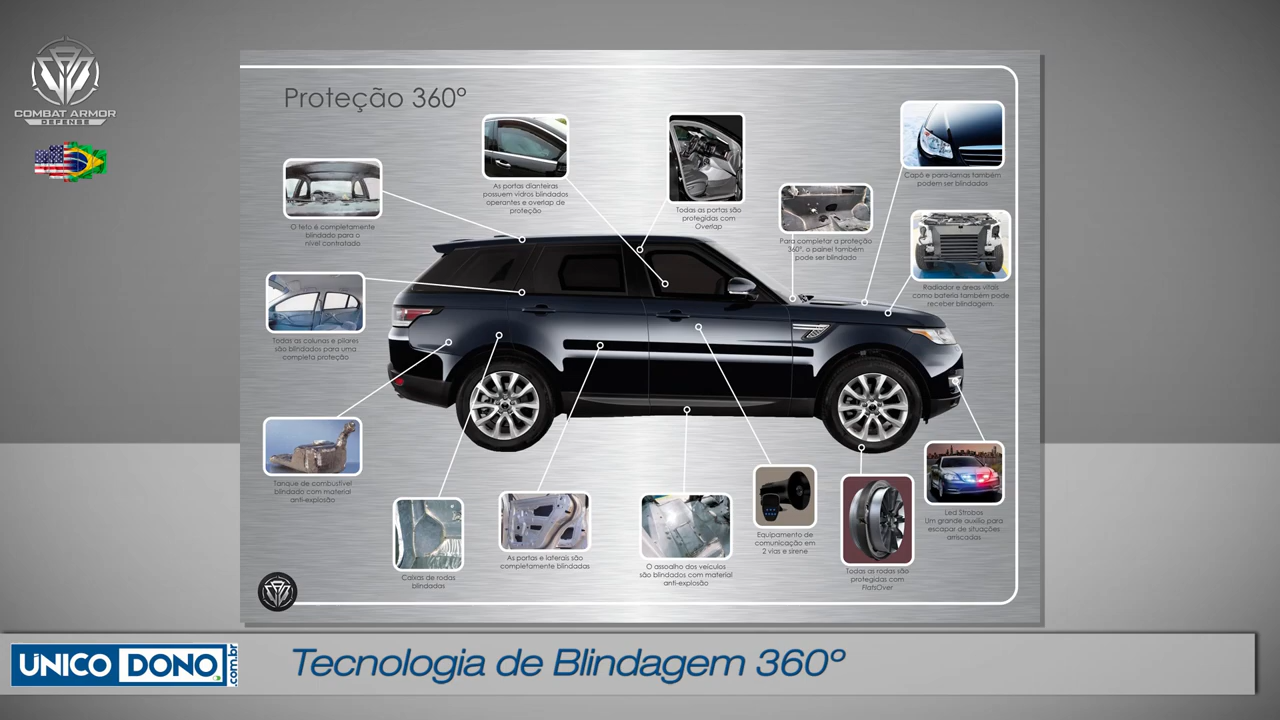 COMBAT ARMOR
DEFENSE
Proteção 360°
As portas dianteiras
possuem vidros blindados
operantes e overlap de
proteção
Todas as portas são
protegidas com
Overlap
Capô e para-lamas também
podem ser blindados
O teto é completamente
blindado para o
nível contratado
Para completar a proteção
360°, o painel também
pode ser blindado
Radiador e áreas vitais
como bateria também pode
receber blindagem.
Todas as colunas e pilares
são blindados para uma
completa proteção
Tanque de combustível
blindado com material
anti-explosão
Caixas de rodas
blindadas
As portas e laterais são
completamente blindadas
O assoalho dos veículos
são blindados com material
anti-explosão
Equipamento de
comunicação em
2 vias e sirene
Todas as rodas são
protegidas com
FlatsOver
Led Strobos
Um grande auxílio para
escapar de situações
arriscadas
ÚNICO DONO .com.br
Tecnologia de Blindagem 360º